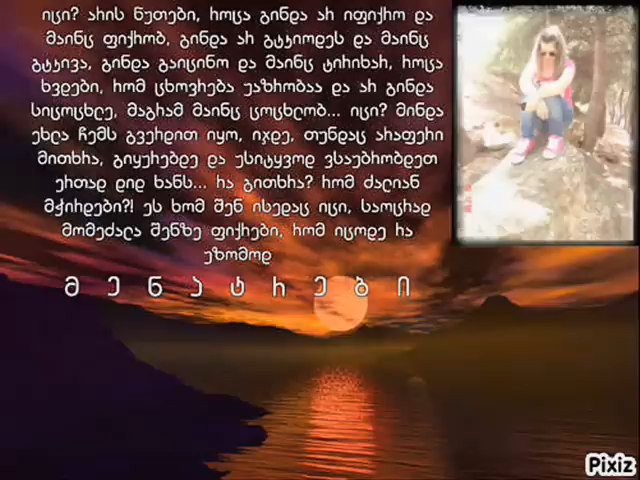 იცი? არის წუთები, როცა გინდა არ იფიქრო და
მაინც ფიქრობ, გინდა არ გტკიოდეს და მაინც
გტკივა, გინდა გაიცინო და მაინც ტირიხარ, როცა
ხვდები, რომ ცხოვრება უაზრობაა და არ გინდა
სიცოცხლე, მაგრამ მაინც ცოცხლობ... იცი? მინდა
ეხლა ჩემს გვერდით იყო, იჯდე, თუნდაც არაფერი
მითხრა, გიყურებდე და უსიტყვოდ ვსაუბრობდეთ
ერთად დიდ ხანს... რა გითხრა? რომ ძალიან
მჭირდები?! ეს ხომ შენ ისედაც იცი, საოცრად
მომეძალა შენზე ფიქრები, რომ იცოდე რა
უზომოდ
მ ე ნ ა ტ რ ე ბ ი
Pixiz